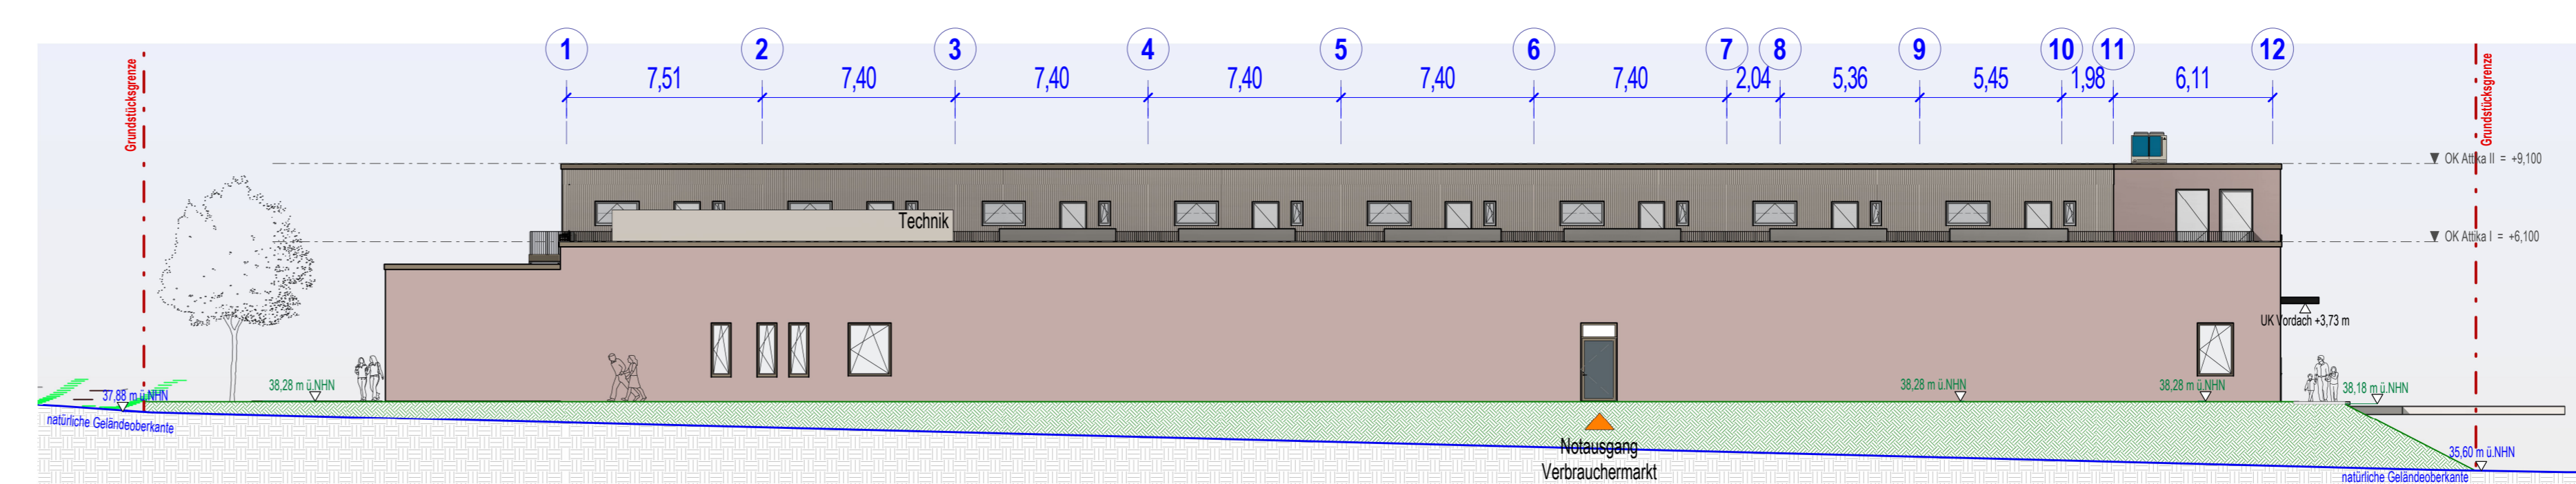 1 2 3 4 5 6 7 8 9 10 11 12
7,51 7,40 7,40 7,40 7,40 7,40 2,04 5,36 5,45 1,98 6,11
Grundstücksgrenze
Grundstücksgrenze
OK Attika II = +9,100
Technik
OK Attika I = +6,100
UK Vordach +3,73 m
38,28 m ü.NHN
38,28 m ü.NHN
38,28 m ü.NHN
38,18 m ü.NHN
37,88 m ü.NHN
natürliche Geländeoberkante
Notausgang
Verbrauchermarkt
35,60 m ü.NHN
natürliche Geländeoberkante